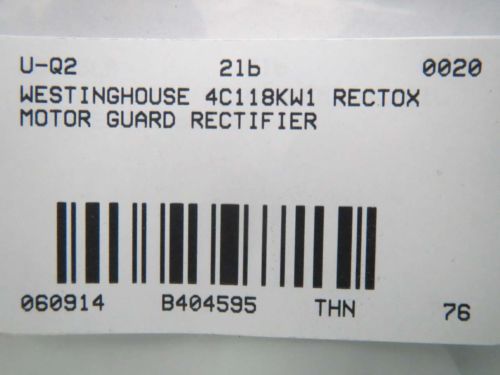 U-Q2 21b 0020
WESTINGHOUSE 4C118KW1 RECTOX
MOTOR GUARD RECTIFIER
060914 B404595 THN 76